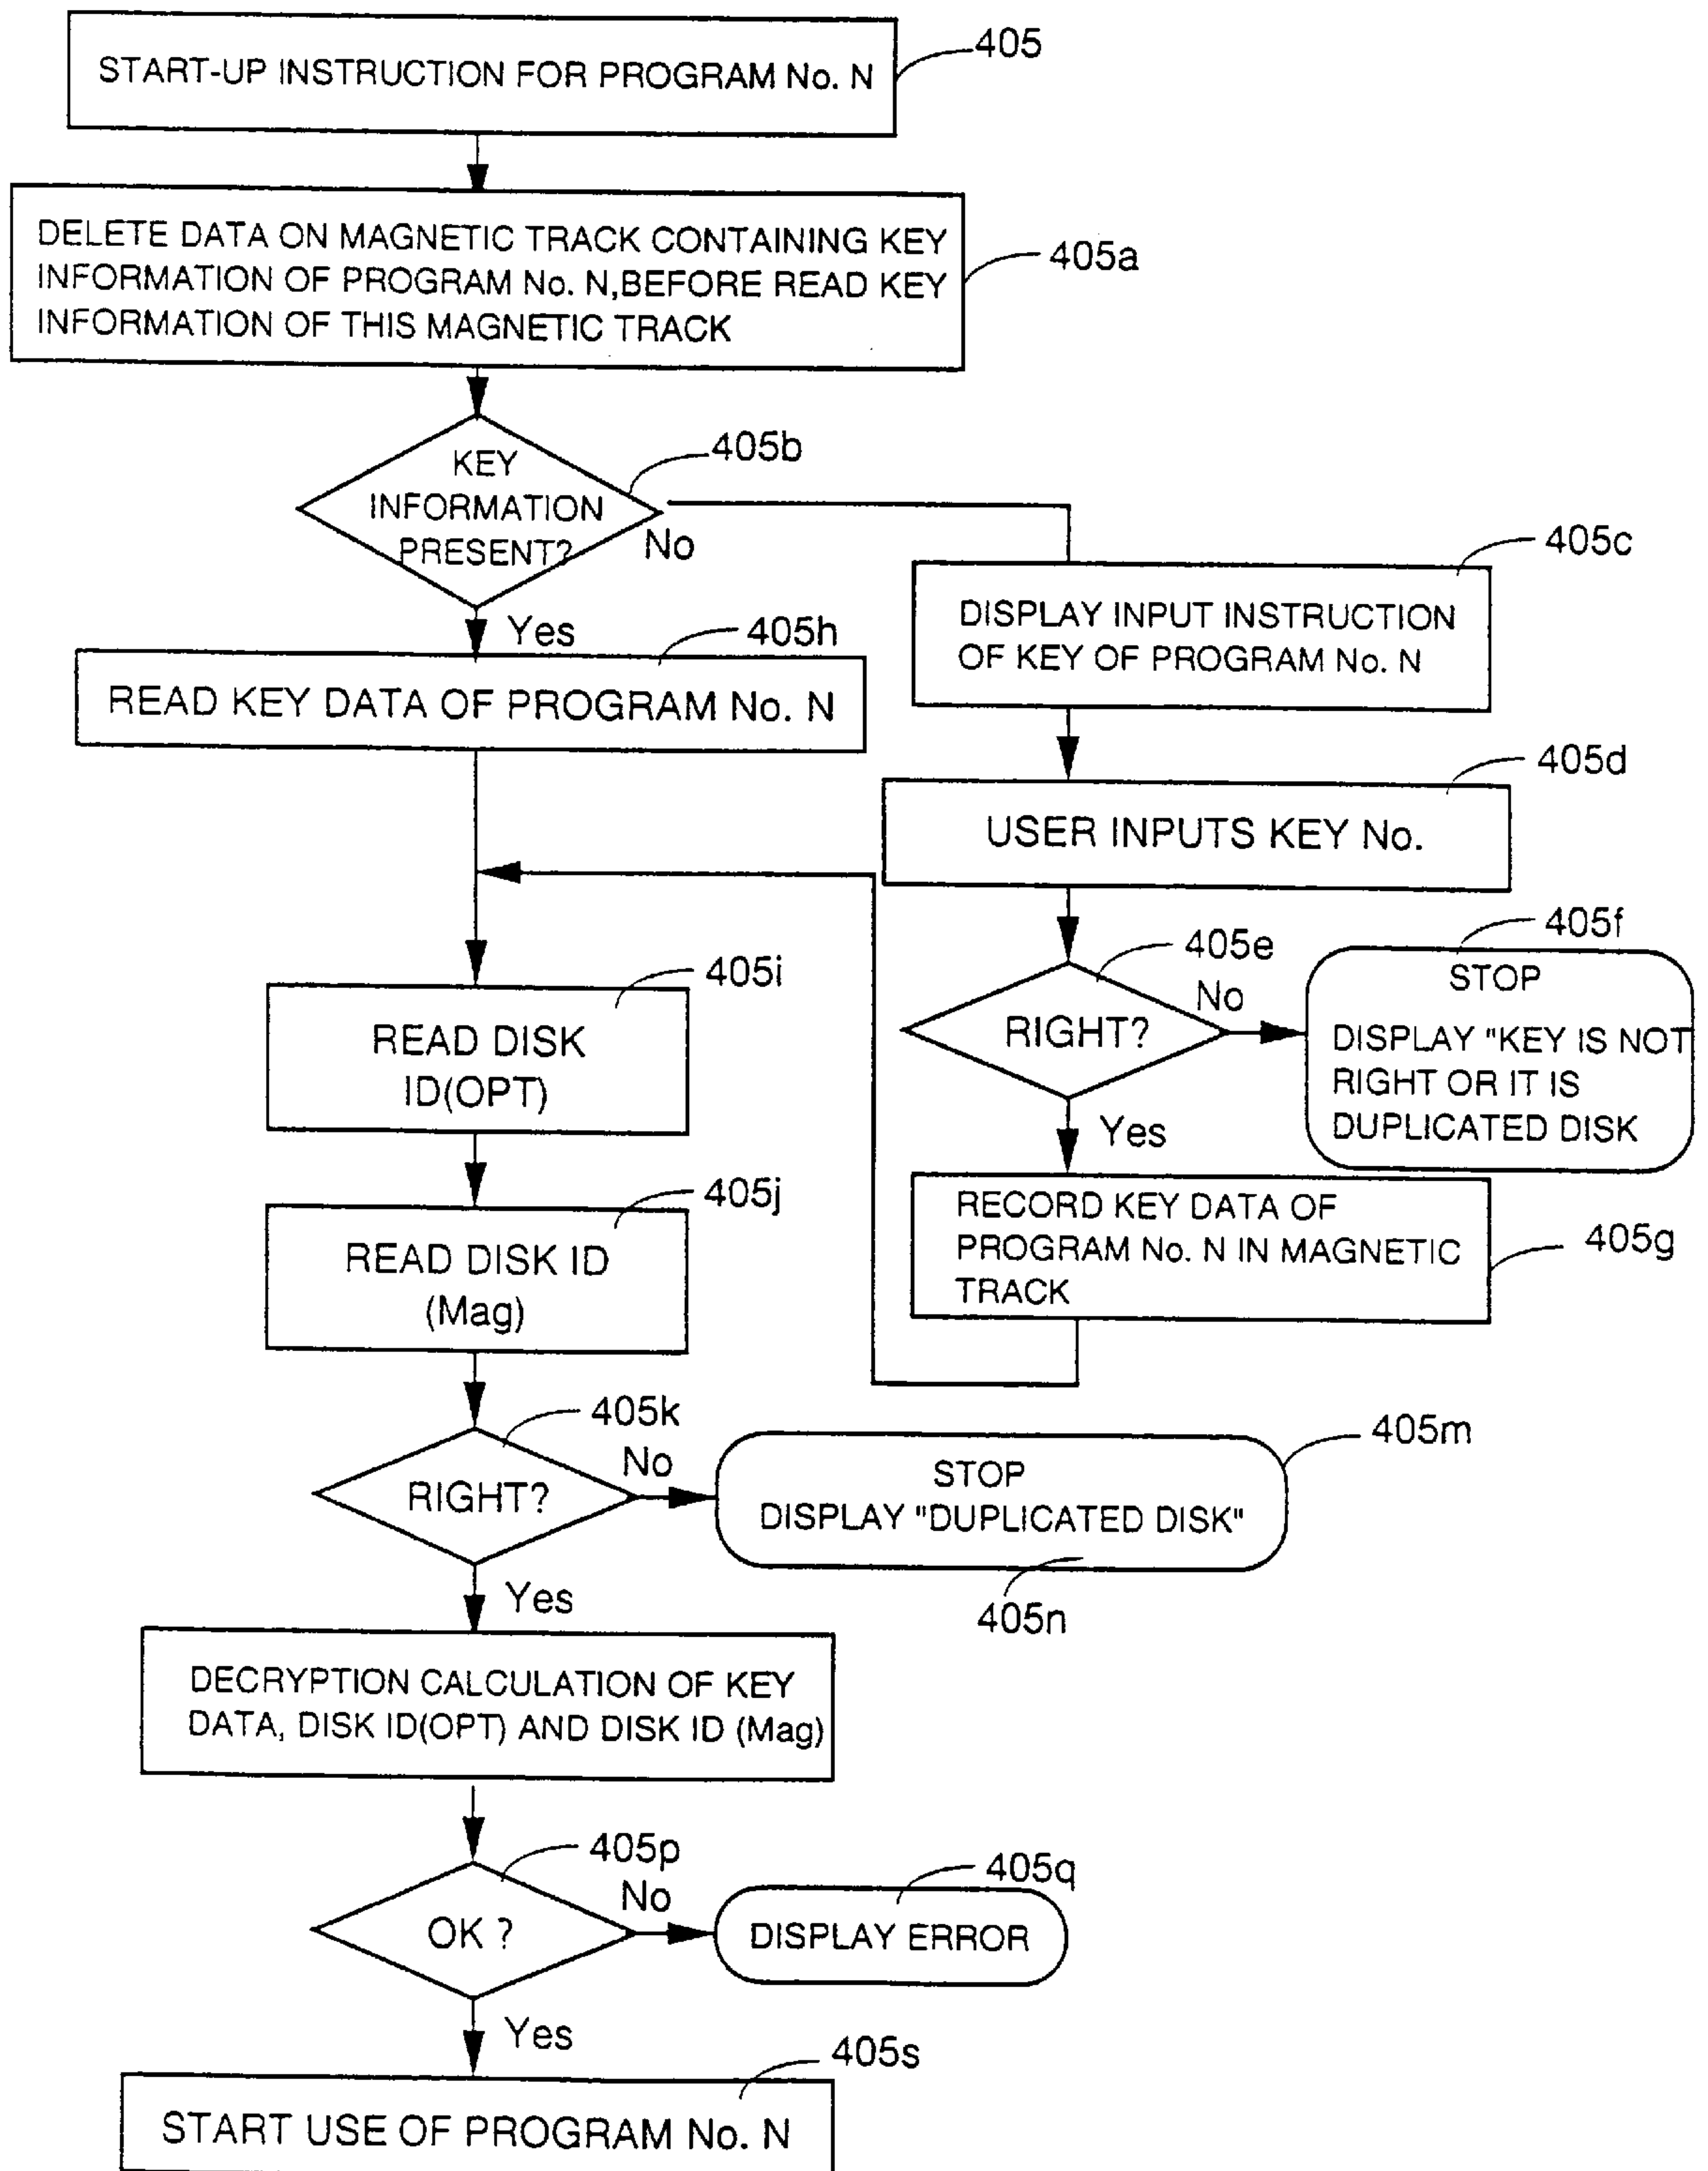 405
START-UP INSTRUCTION FOR PROGRAM No. N
DELETE DATA ON MAGNETIC TRACK CONTAINING KEY
INFORMATION OF PROGRAM No. N,BEFORE READ KEY
INFORMATION OF THIS MAGNETIC TRACK
405a
KEY
INFORMATION
PRESENT?
405b
No
Yes
405c
DISPLAY INPUT INSTRUCTION
OF KEY OF PROGRAM No. N
405h
READ KEY DATA OF PROGRAM No. N
405d
USER INPUTS KEY No.
405e
RIGHT?
No
Yes
405f
STOP
DISPLAY "KEY IS NOT
RIGHT OR IT IS
DUPLICATED DISK
405g
RECORD KEY DATA OF
PROGRAM No. N IN MAGNETIC
TRACK
405i
READ DISK
ID(OPT)
405j
READ DISK ID
(Mag)
405k
RIGHT?
No
Yes
405m
STOP
DISPLAY "DUPLICATED DISK"
405n
DECRYPTION CALCULATION OF KEY
DATA, DISK ID(OPT) AND DISK ID (Mag)
405p
OK ?
No
Yes
405q
DISPLAY ERROR
405s
START USE OF PROGRAM No. N